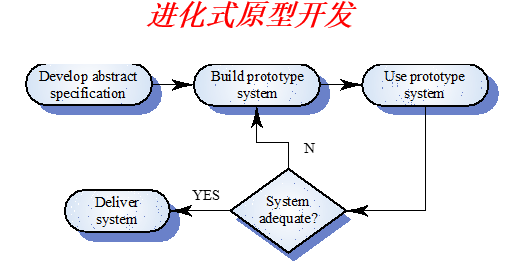 进化式原型开发
Develop abstract
specification
Build prototype
system
Use prototype
system
N
YES
Deliver
system
System
adequate?